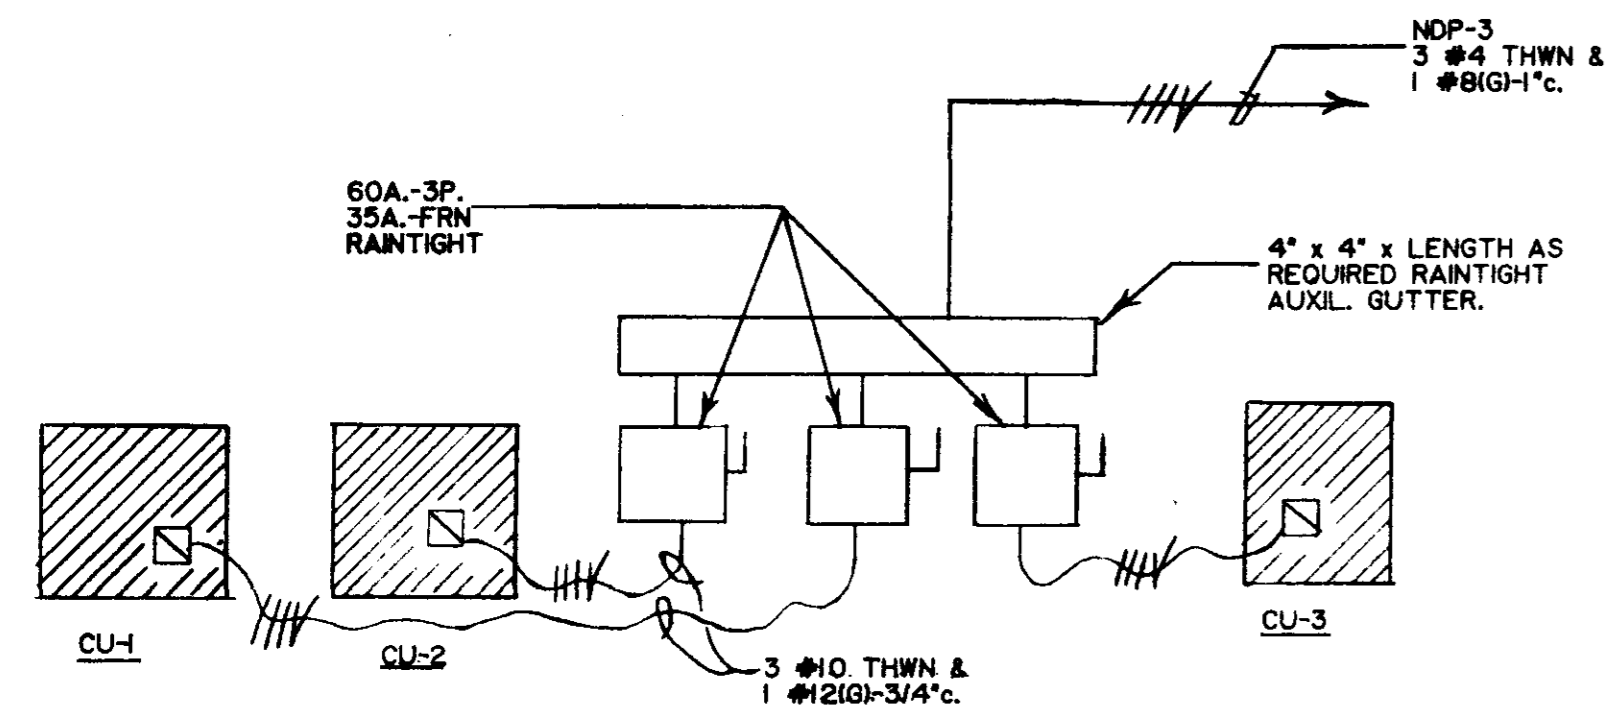 NDP-3
3 #4 THWN &
1 #8(G)-1"c.
60A.-3P.
35A.-FRN
RAINTIGHT
4" x 4" x LENGTH AS
REQUIRED RAINTIGHT
AUXIL. GUTTER.
CU-1
CU-2
CU-3
3 #10 THWN &
1 #12(G)-3/4"c.